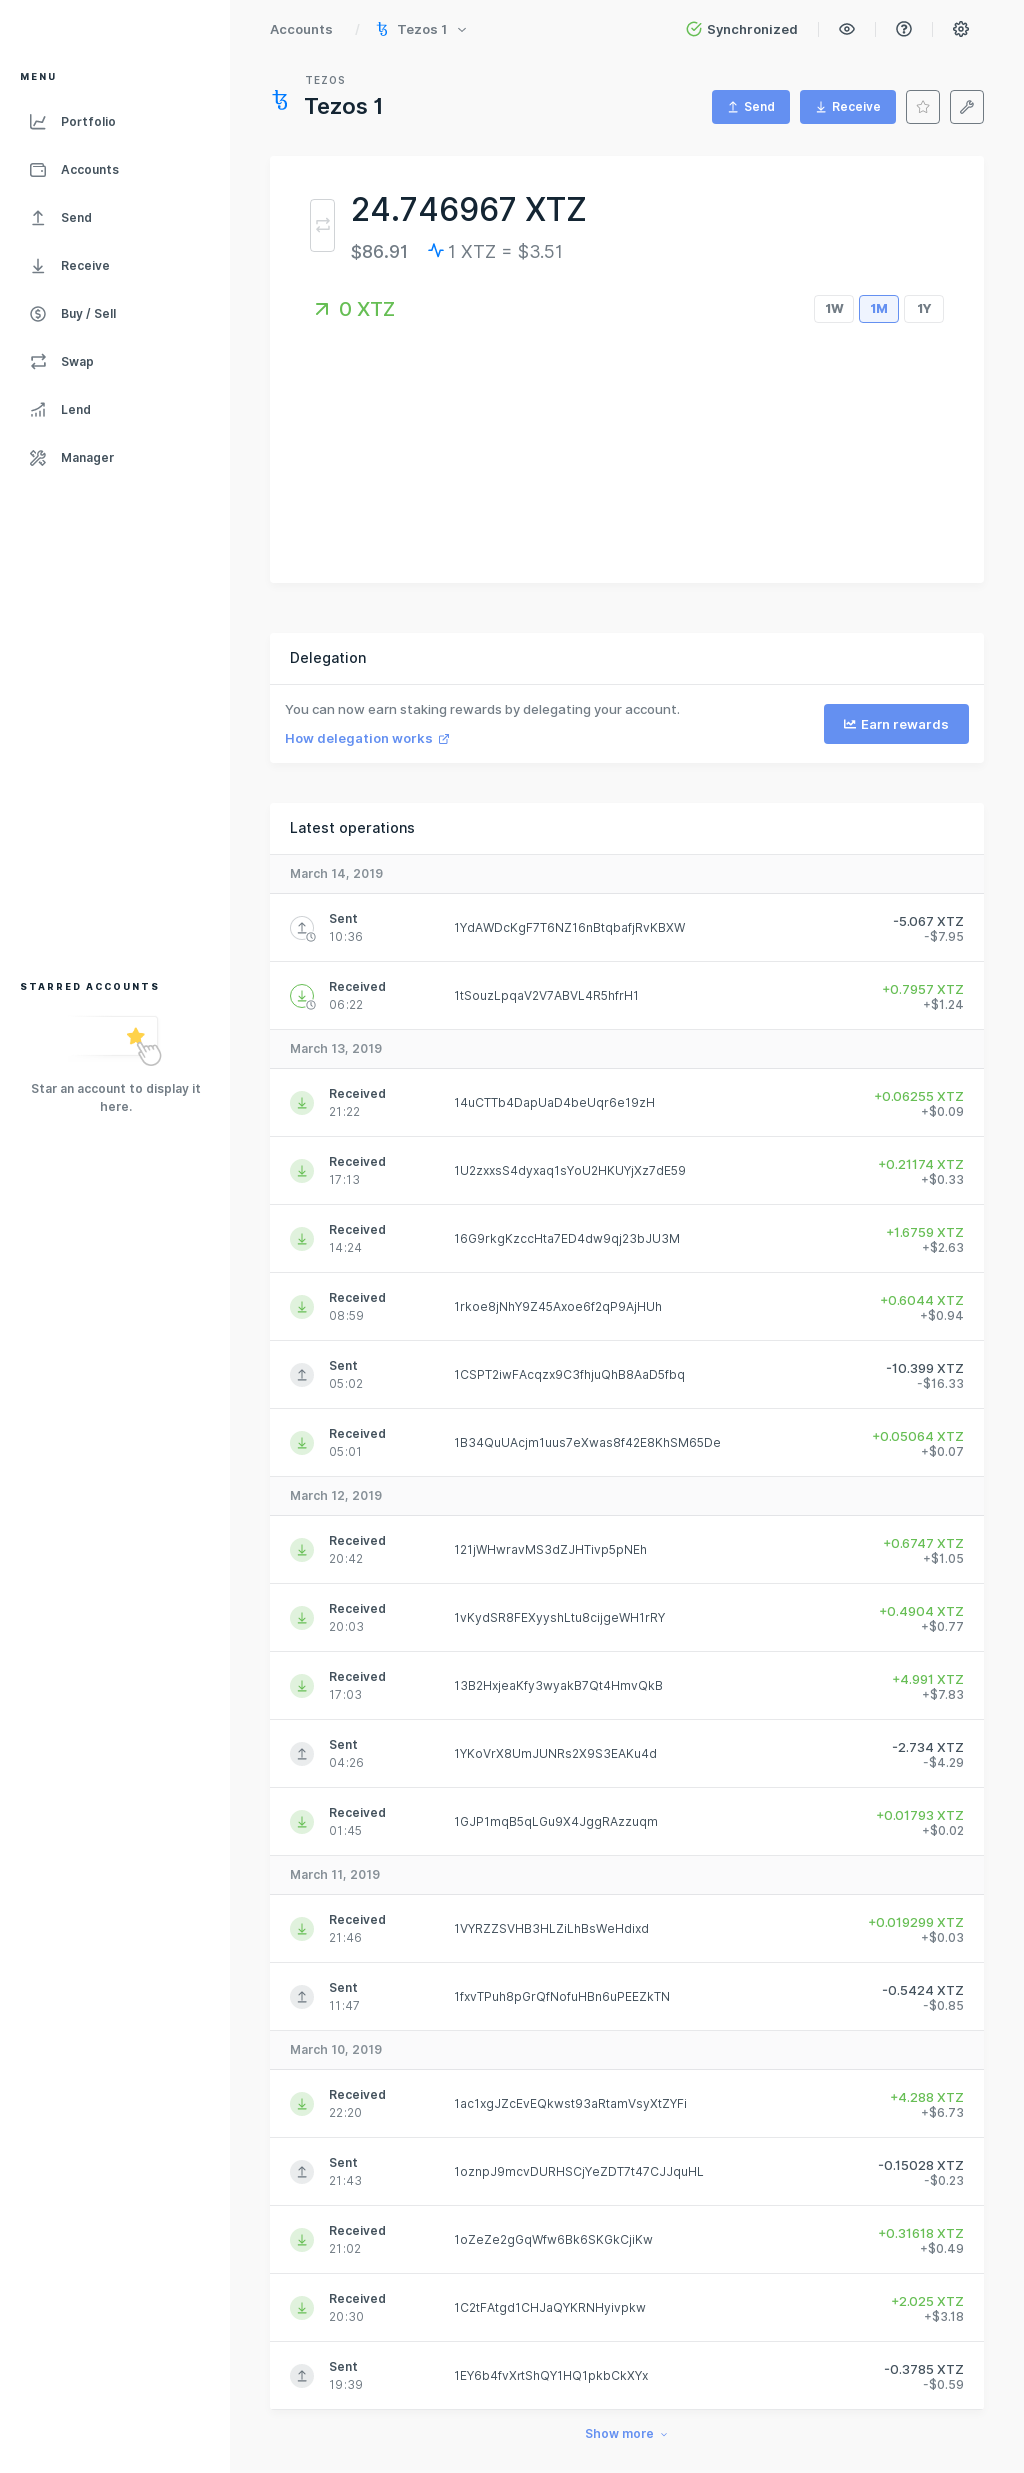 Accounts / Tezos 1
Synchronized
MENU
Portfolio
Accounts
Send
Receive
Buy / Sell
Swap
Lend
Manager
STARRED ACCOUNTS
Star an account to display it
here.
TEZOS
Tezos 1
Send
Receive
24.746967 XTZ
$86.91 1 XTZ = $3.51
0 XTZ
1W 1M 1Y
Delegation
You can now earn staking rewards by delegating your account.
How delegation works
Earn rewards
Latest operations
March 14, 2019
Sent
10:36
1YdAWDcKgF7T6NZ16nBtqbafjRvKBXW
-5.067 XTZ
-$7.95
Received
06:22
1tSouzLpqaV2V7ABVL4R5hfrH1
+0.7957 XTZ
+$1.24
March 13, 2019
Received
21:22
14uCTTb4DapUaD4beUqr6e19zH
+0.06255 XTZ
+$0.09
Received
17:13
1U2zxxsS4dyxaq1sYoU2HKUYjXz7dE59
+0.21174 XTZ
+$0.33
Received
14:24
16G9rkgKzccHta7ED4dw9qj23bJU3M
+1.6759 XTZ
+$2.63
Received
08:59
1rkoe8jNhY9Z45Axoe6f2qP9AjHUh
+0.6044 XTZ
+$0.94
Sent
05:02
1CSPT2iwFAcqzx9C3fhjuQhB8AaD5fbq
-10.399 XTZ
-$16.33
Received
05:01
1B34QuUAcjm1uus7eXwas8f42E8KhSM65De
+0.05064 XTZ
+$0.07
March 12, 2019
Received
20:42
121jWHwravMS3dZJHTivp5pNEh
+0.6747 XTZ
+$1.05
Received
20:03
1vKydSR8FEXyyshLtu8cijgeWH1rRY
+0.4904 XTZ
+$0.77
Received
17:03
13B2HxjeaKfy3wyakB7Qt4HmvQkB
+4.991 XTZ
+$7.83
Sent
04:26
1YKoVrX8UmJUNRs2X9S3EAKu4d
-2.734 XTZ
-$4.29
Received
01:45
1GJP1mqB5qLGu9X4JggRAzzuqm
+0.01793 XTZ
+$0.02
March 11, 2019
Received
21:46
1VYRZZSVHB3HLZiLhBsWeHdixd
+0.019299 XTZ
+$0.03
Sent
11:47
1fxvTPuh8pGrQfNofuHBn6uPEEZkTN
-0.5424 XTZ
-$0.85
March 10, 2019
Received
22:20
1ac1xgJZcEvEQkwst93aRtamVsyXtZYFi
+4.288 XTZ
+$6.73
Sent
21:43
1oznpJ9mcvDURHSCjYeZDT7t47CJJquHL
-0.15028 XTZ
-$0.23
Received
21:02
1oZeZe2gGqWfw6Bk6SKGkCjiKw
+0.31618 XTZ
+$0.49
Received
20:30
1C2tFAtgd1CHJaQYKRNHyivpkw
+2.025 XTZ
+$3.18
Sent
19:39
1EY6b4fvXrtShQY1HQ1pkbCkXYx
-0.3785 XTZ
-$0.59
Show more